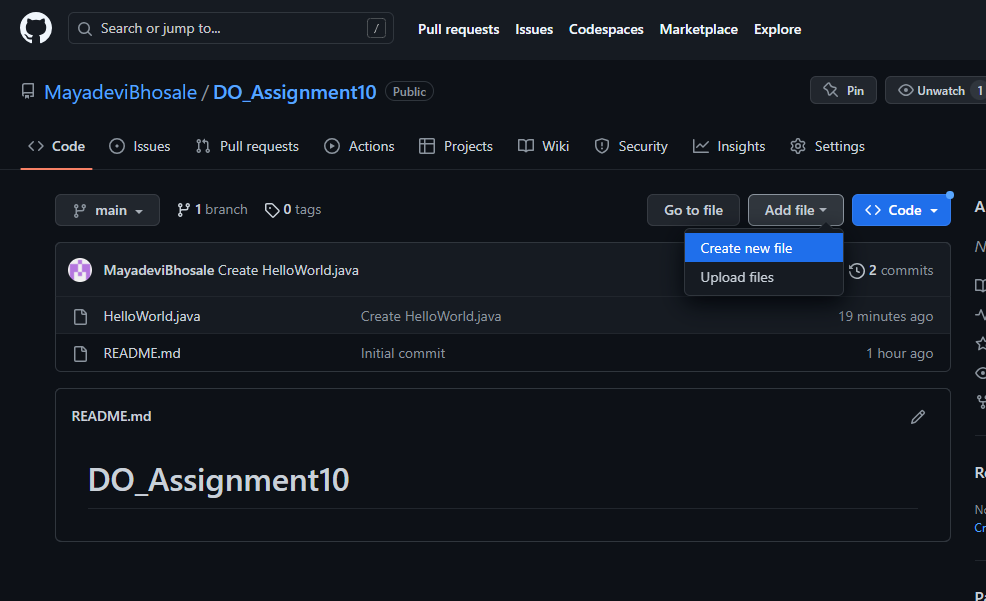 Search or jump to... / Pull requests Issues Codespaces Marketplace Explore
MayadeviBhosale / DO_Assignment10 Public Pin Unwatch 1
Code Issues Pull requests Actions Projects Wiki Security Insights Settings
main 1 branch 0 tags Go to file Add file Code
Create new file
Upload files
MayadeviBhosale Create HelloWorld.java 2 commits
HelloWorld.java Create HelloWorld.java 19 minutes ago
README.md Initial commit 1 hour ago
README.md
DO_Assignment10